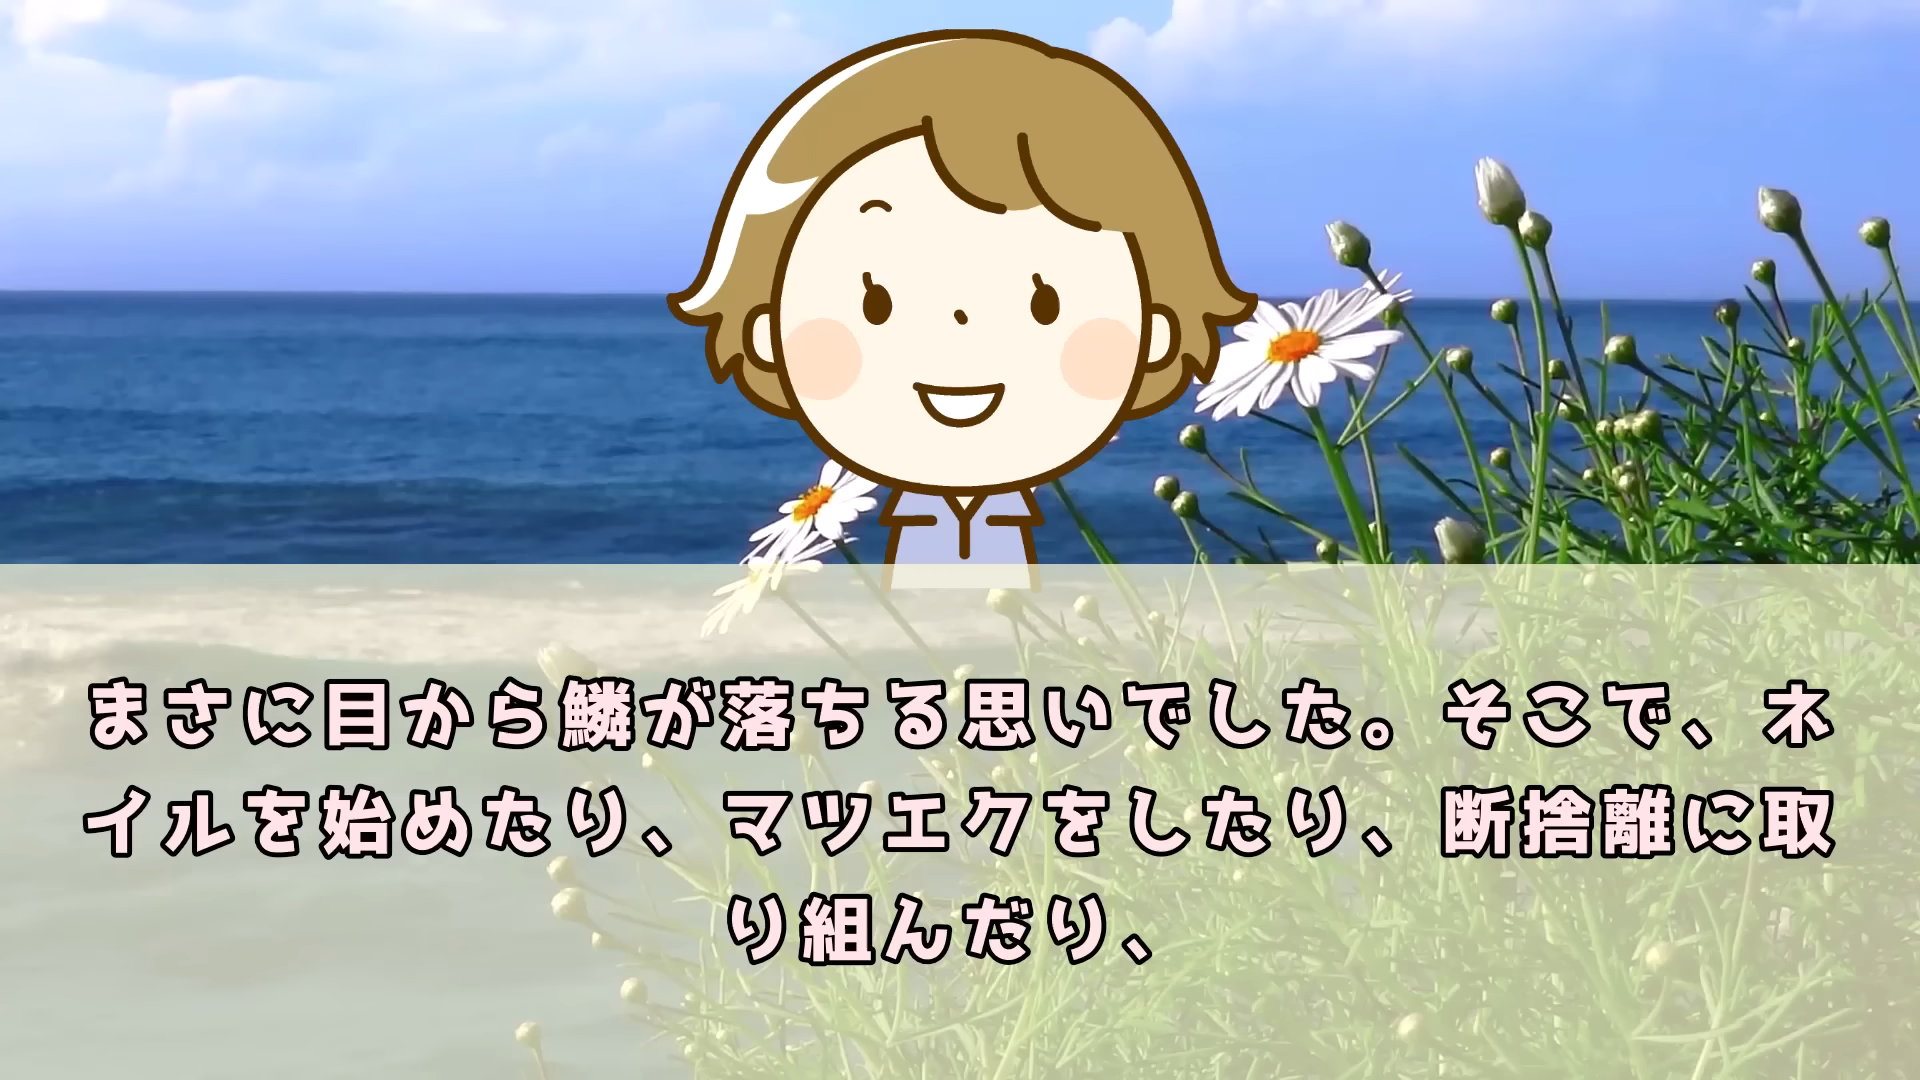 まさに目から鱗が落ちる思いでした。そこで、ネ
イルを始めたり、マツエクをしたり、断捨離に取
り組んだり、